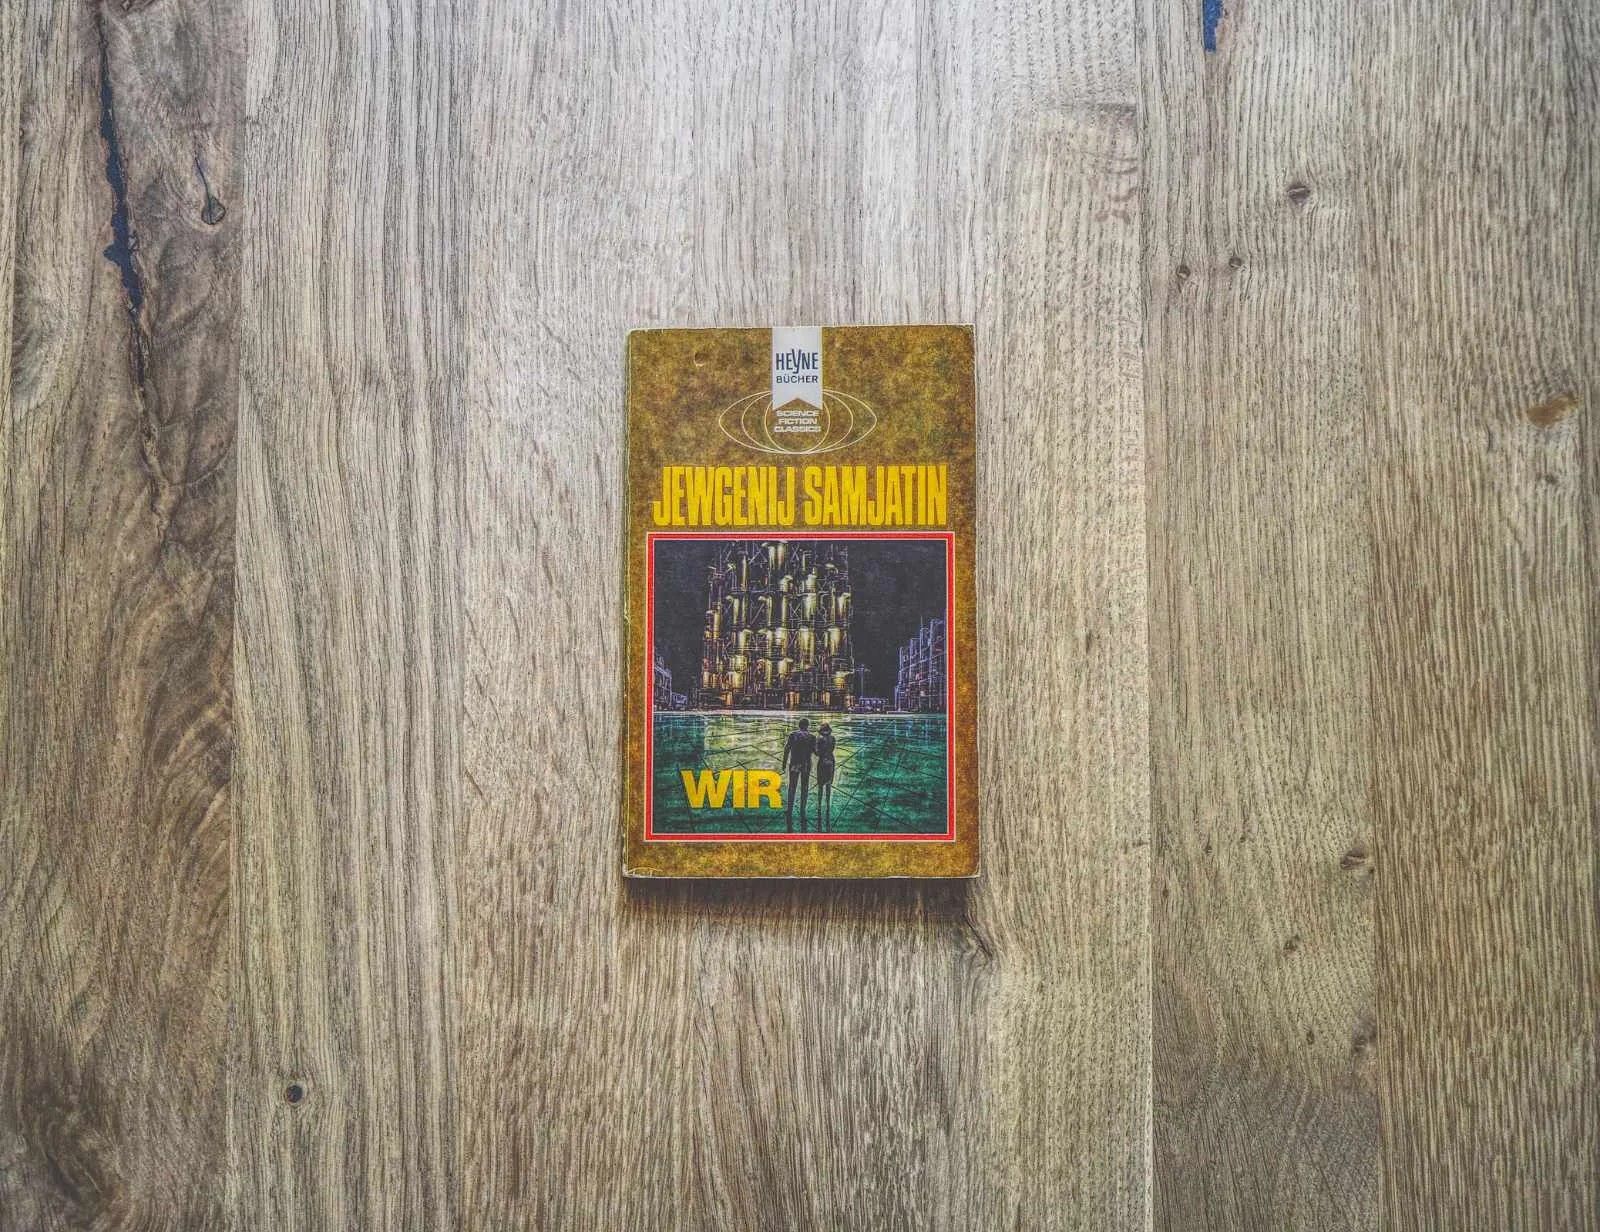 HEYNE
BÜCHER
SCIENCE
FICTION
CLASSICS
JEWGENIJ SAMJATIN
WIR